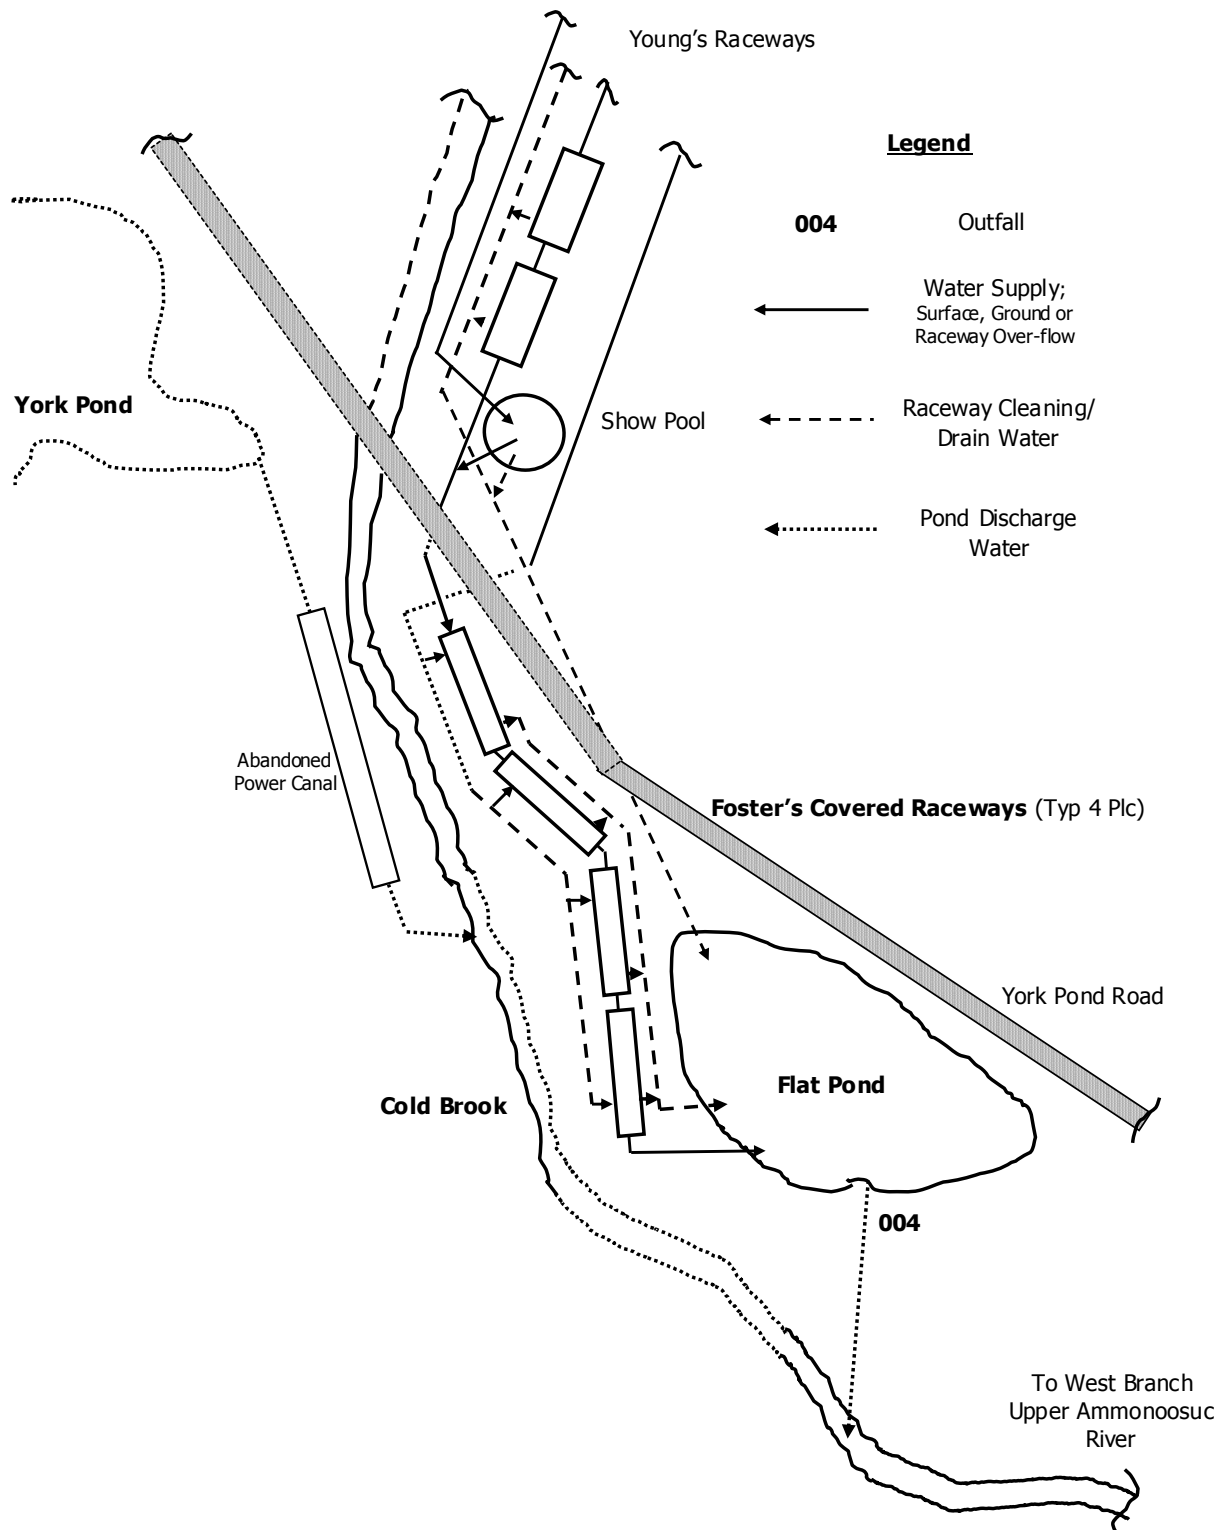 Young’s Raceways
Legend
004 Outfall
Water Supply;
Surface, Ground or
Raceway Over-flow
York Pond
Show Pool
Raceway Cleaning/
Drain Water
Pond Discharge
Water
Abandoned
Power Canal
Foster’s Covered Raceways (Typ 4 Plc)
York Pond Road
Flat Pond
Cold Brook
004
To West Branch
Upper Ammonoosuc
River